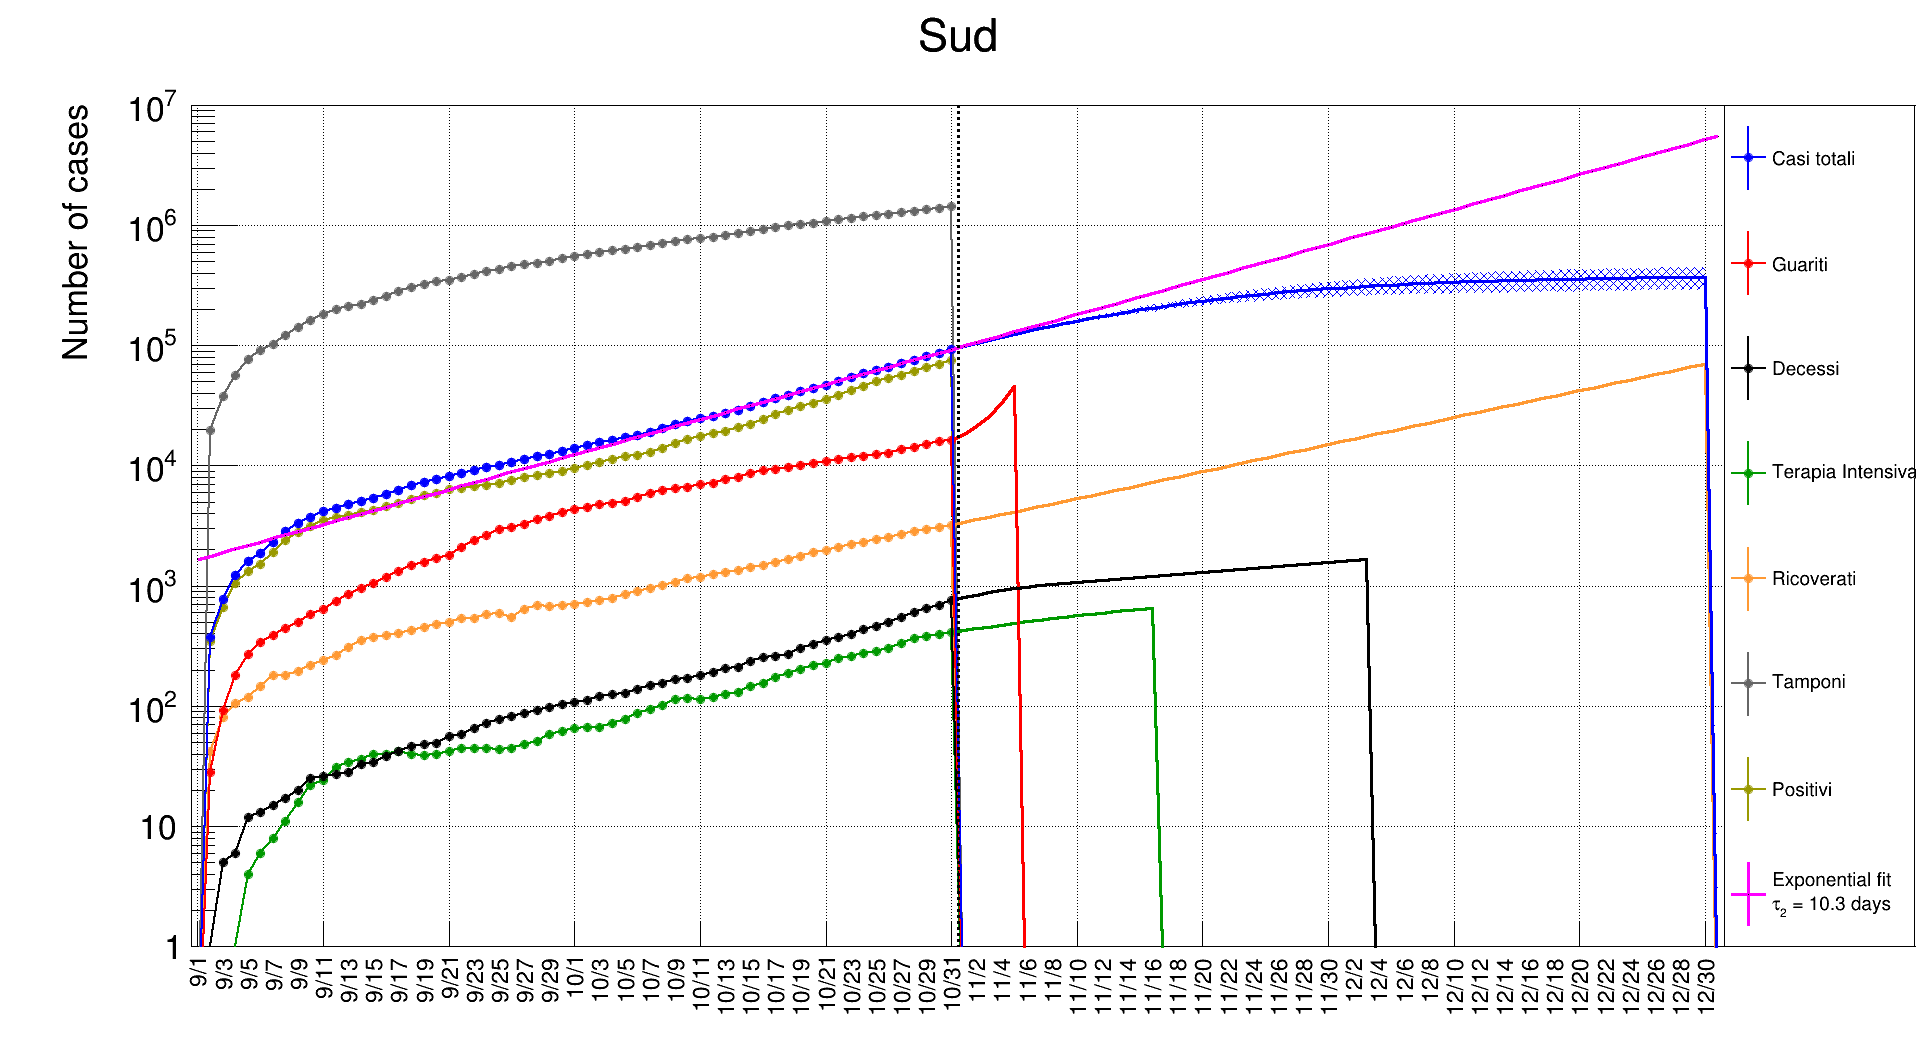 Sud
Number of cases
10^7
10^6
10^5
10^4
10^3
10^2
10
1
9/1 9/3 9/5 9/7 9/9 9/11 9/13 9/15 9/17 9/19 9/21 9/23 9/25 9/27 9/29 10/1 10/3 10/5 10/7 10/9 10/11 10/13 10/15 10/17 10/19 10/21 10/23 10/25 10/27 10/29 10/31 11/2 11/4 11/6 11/8 11/10 11/12 11/14 11/16 11/18 11/20 11/22 11/24 11/26 11/28 11/30 12/2 12/4 12/6 12/8 12/10 12/12 12/14 12/16 12/18 12/20 12/22 12/24 12/26 12/28 12/30
Casi totali
Guariti
Decessi
Terapia Intensiva
Ricoverati
Tamponi
Positivi
Exponential fit
τ_2 = 10.3 days